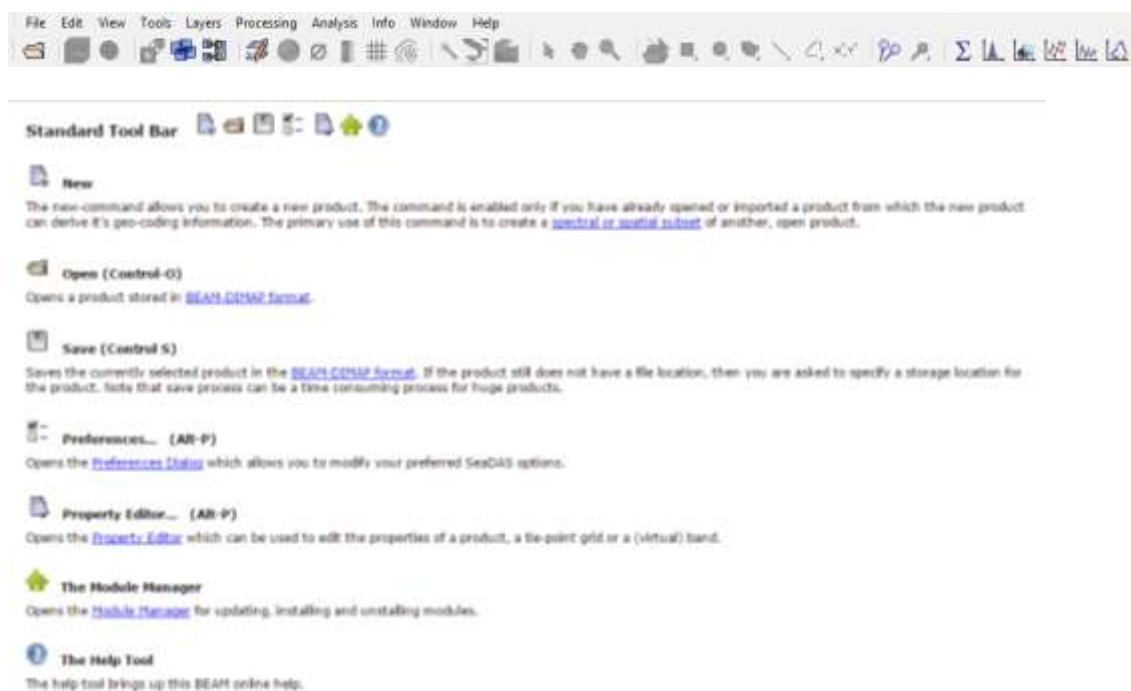 File Edit View Tools Layers Processing Analysis Info Window Help
Standard Tool Bar
New
The new-command allows you to create a new product. The command is enabled only if you have already opened or imported a product from which the new product
can derive it's geo-coding information. The primary use of this command is to create a spectral or spatial subset of another, open product.
Open (Control-O)
Opens a product stored in BEAM-DIMAP format.
Save (Control S)
Saves the currently selected product in the BEAM-DIMAP format. If the product still does not have a file location, then you are asked to specify a storage location for
the product. Note that save process can be a time consuming process for huge products.
Preferences... (Alt-P)
Opens the Preferences Dialog which allows you to modify your preferred SeaDAS options.
Property Editor... (Alt-P)
Opens the Property Editor which can be used to edit the properties of a product, a tie-point grid or a (virtual) band.
The Module Manager
Opens the Module Manager for updating, installing and unstalling modules.
The Help Tool
The help tool brings up this BEAM online help.